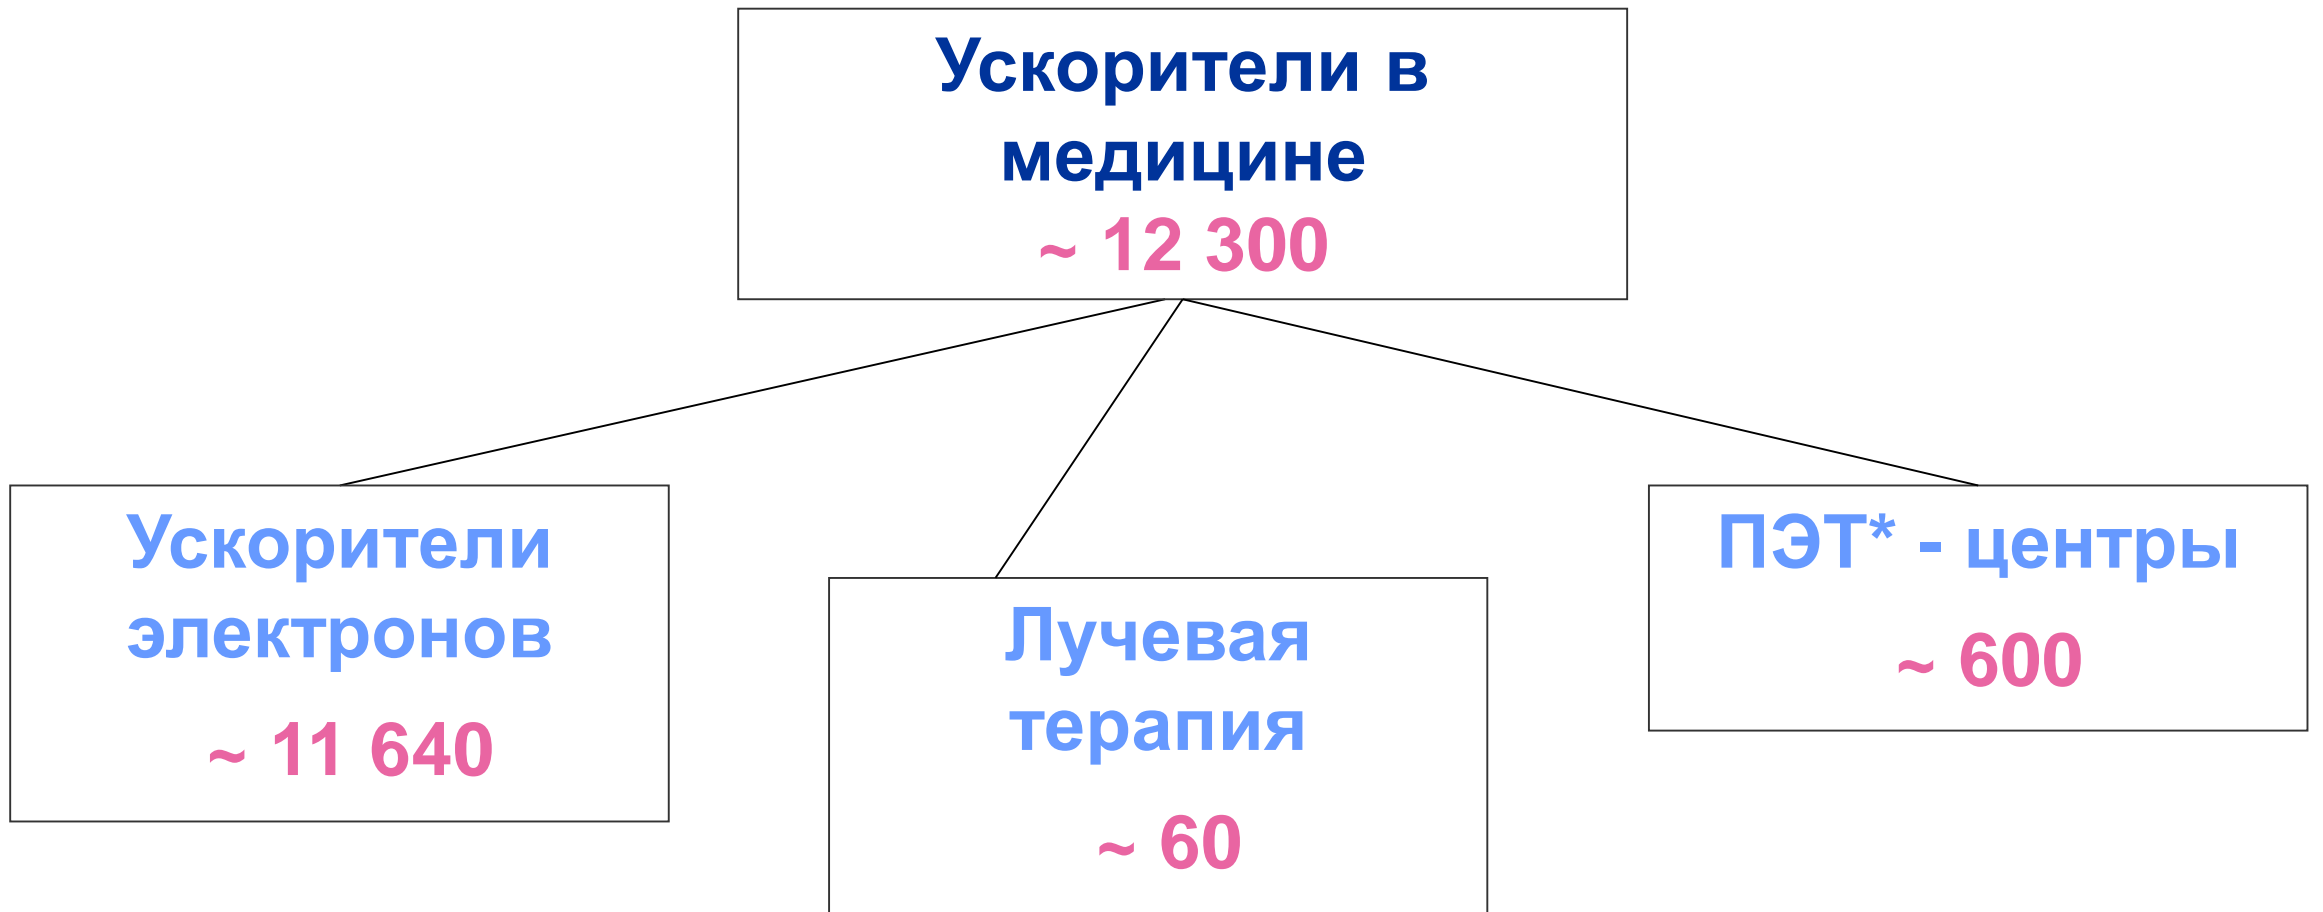 Ускорители в
медицине
~ 12 300
Ускорители
электронов
~ 11 640
Лучевая
терапия
~ 60
ПЭТ* - центры
~ 600